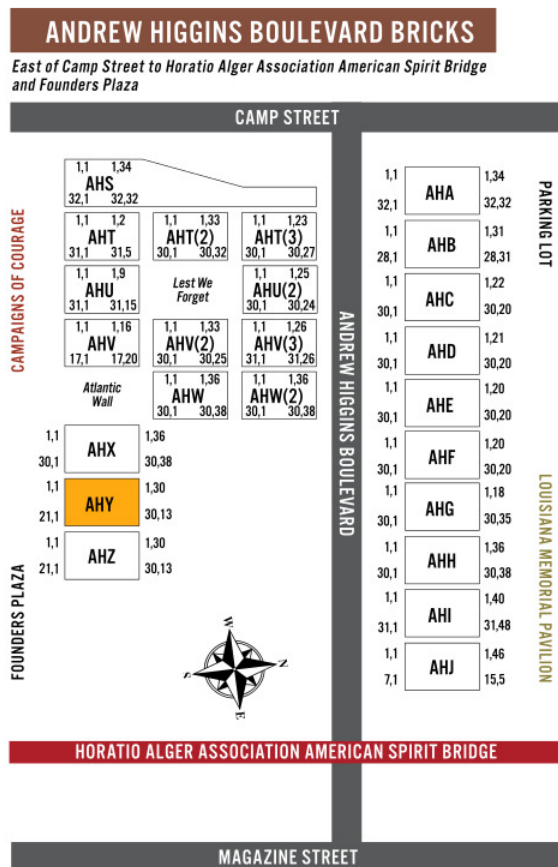 ANDREW HIGGINS BOULEVARD BRICKS
East of Camp Street to Horatio Alger Association American Spirit Bridge
and Founders Plaza
CAMP STREET
CAMPAIGNS OF COURAGE
FOUNDERS PLAZA
1,1 1,34
AHS
32,1 32,32
1,1 1,2
AHT
31,1 31,5
1,1 1,33
AHT(2)
30,1 30,32
1,1 1,23
AHT(3)
30,1 30,27
1,1 1,9
AHU
31,1 31,15
Lest We
Forget
1,1 1,25
AHU(2)
30,1 30,24
1,1 1,16
AHV
17,1 17,20
1,1 1,33
AHV(2)
30,1 30,25
1,1 1,26
AHV(3)
31,1 31,26
Atlantic
Wall
1,1 1,36
AHW
30,1 30,38
1,1 1,36
AHW(2)
30,1 30,38
1,1 1,36
AHX
30,1 30,38
1,1 1,30
AHY
21,1 30,13
1,1 1,30
AHZ
21,1 30,13
W
N
S
E
ANDREW HIGGINS BOULEVARD
1,1 1,34
AHA
32,1 32,32
1,1 1,31
AHB
28,1 28,31
1,1 1,22
AHC
30,1 30,20
1,1 1,21
AHD
30,1 30,20
1,1 1,20
AHE
30,1 30,20
1,1 1,20
AHF
30,1 30,20
1,1 1,18
AHG
30,1 30,35
1,1 1,36
AHH
30,1 30,38
1,1 1,40
AHI
31,1 31,48
1,1 1,46
AHJ
7,1 15,5
PARKING LOT
LOUISIANA MEMORIAL PAVILION
HORATIO ALGER ASSOCIATION AMERICAN SPIRIT BRIDGE
MAGAZINE STREET